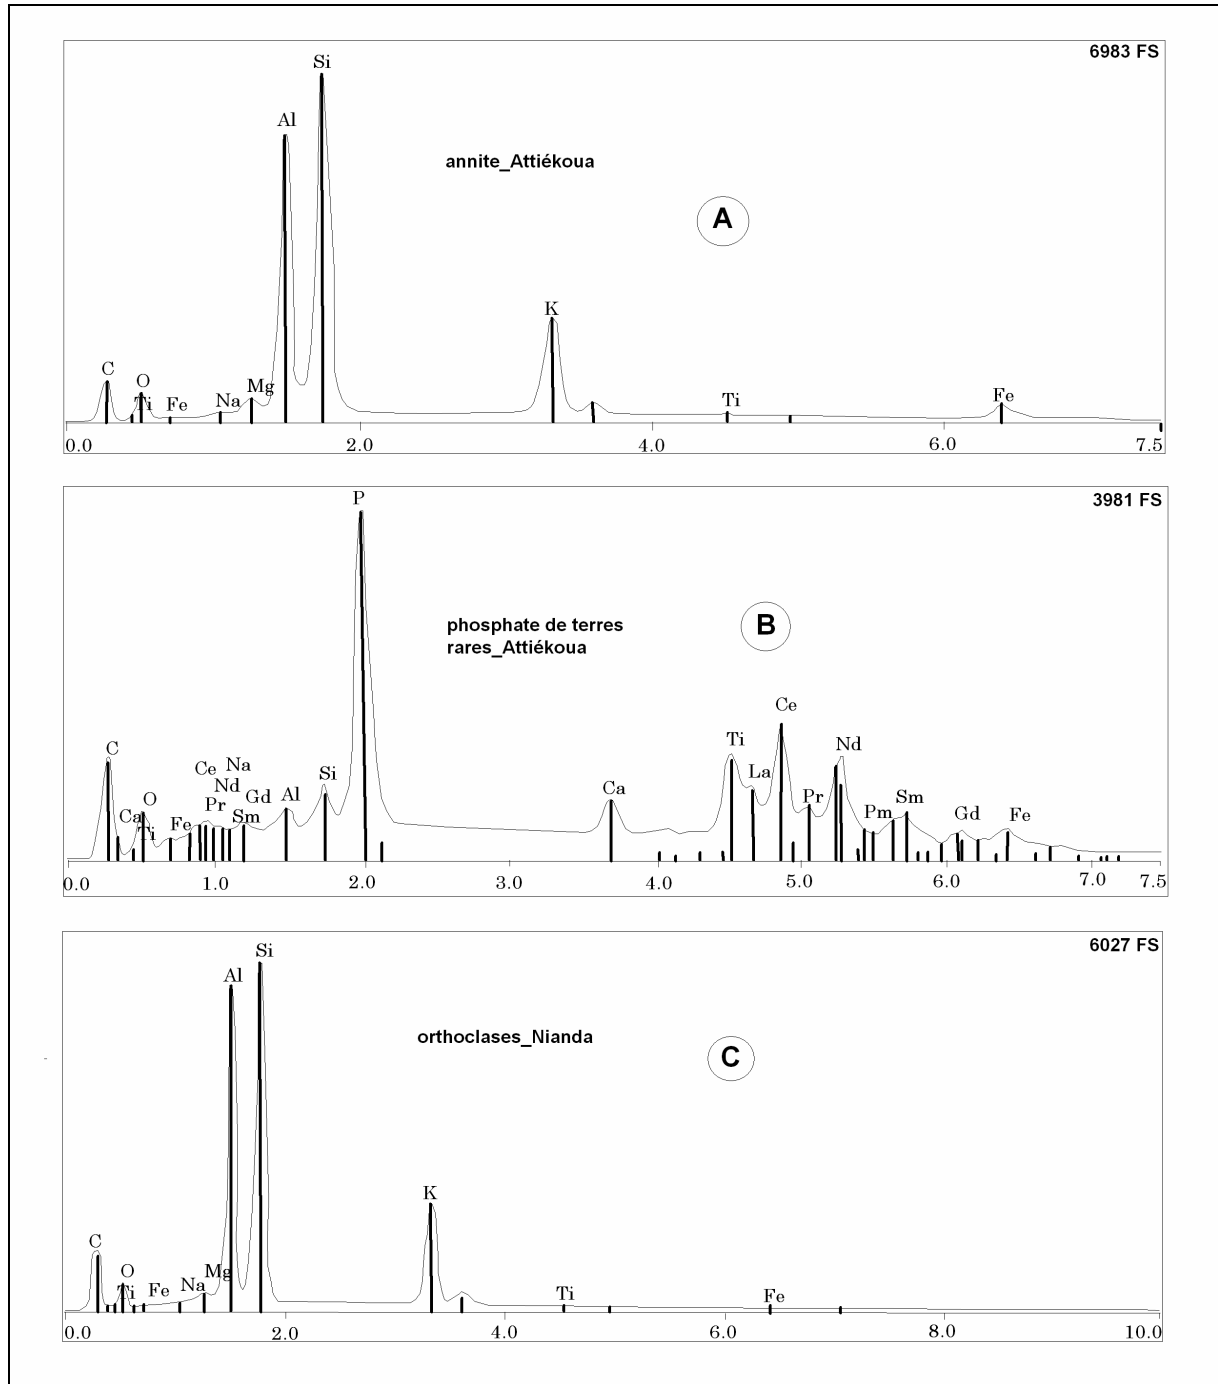 6983 FS
Si
Al
annite_Attiékoua
A
K
C
O
Ti
Fe
Na
Mg
Ti
Fe
0.0 2.0 4.0 6.0 7.5
3981 FS
P
phosphate de terres
rares_Attiékoua
B
C
Ca
O
Ti
Fe
Ce
Pr
Na
Nd
Sm
Gd
Al
Si
Ca
Ti
La
Ce
Pr
Nd
Pm
Sm
Gd
Fe
0.0 1.0 2.0 3.0 4.0 5.0 6.0 7.0 7.5
6027 FS
Si
Al
orthoclases_Nianda
C
K
C
O
Ti
Fe
Na
Mg
Ti
Fe
0.0 2.0 4.0 6.0 8.0 10.0